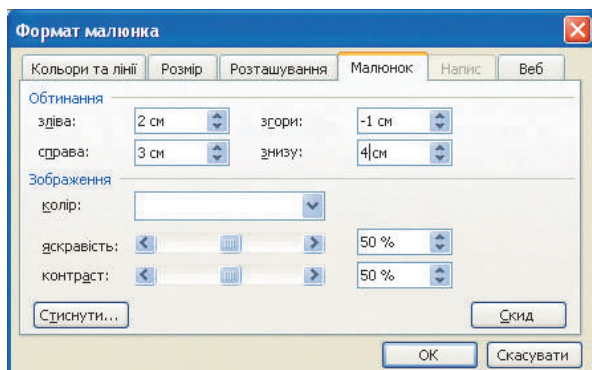 Формат малюнка
Кольори та лінії Розмір Розташування Малюнок Напис Веб
Обтинання
зліва: 2 см згори: -1 см
справа: 3 см знизу: 4 см
Зображення
колір:
яскравість: 50 %
контраст: 50 %
Стиснути... Скид
ОК Скасувати